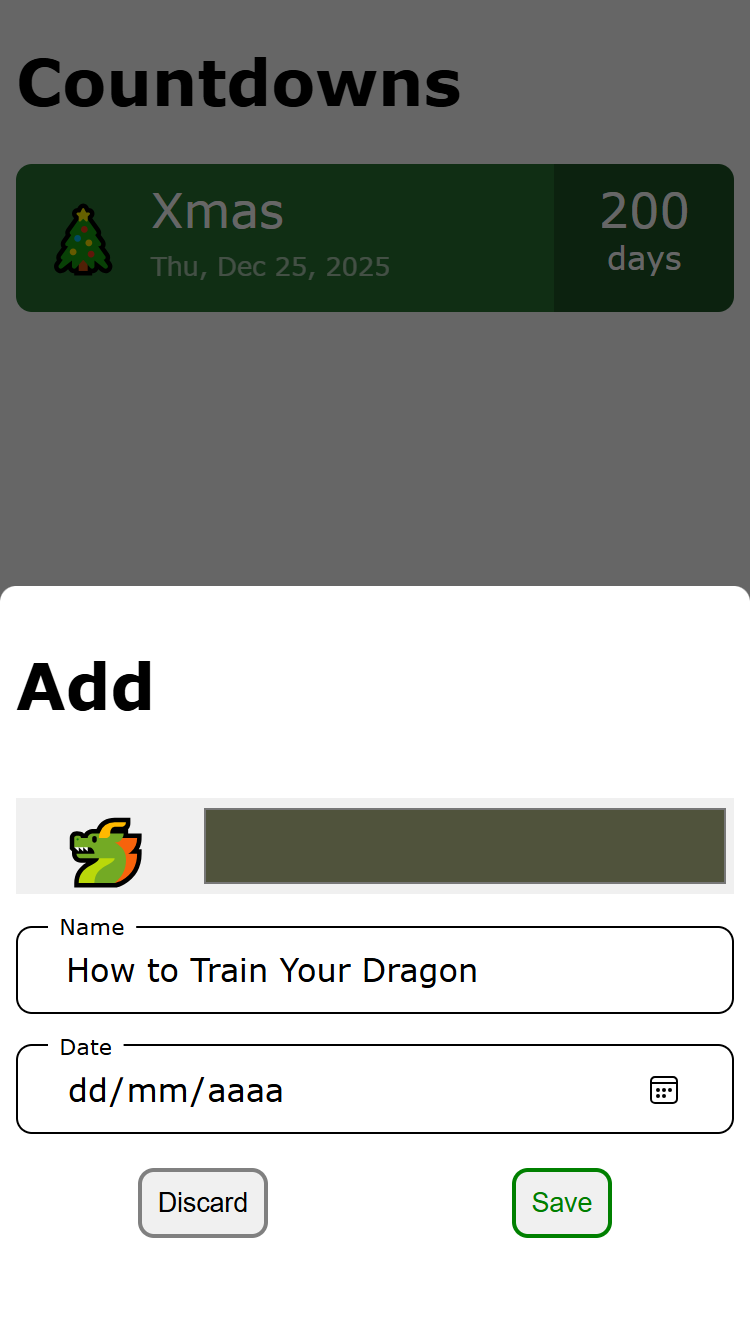 Countdowns
Xmas
Thu, Dec 25, 2025
200
days
Add
Name
How to Train Your Dragon
Date
dd/mm/aaaa
Discard
Save